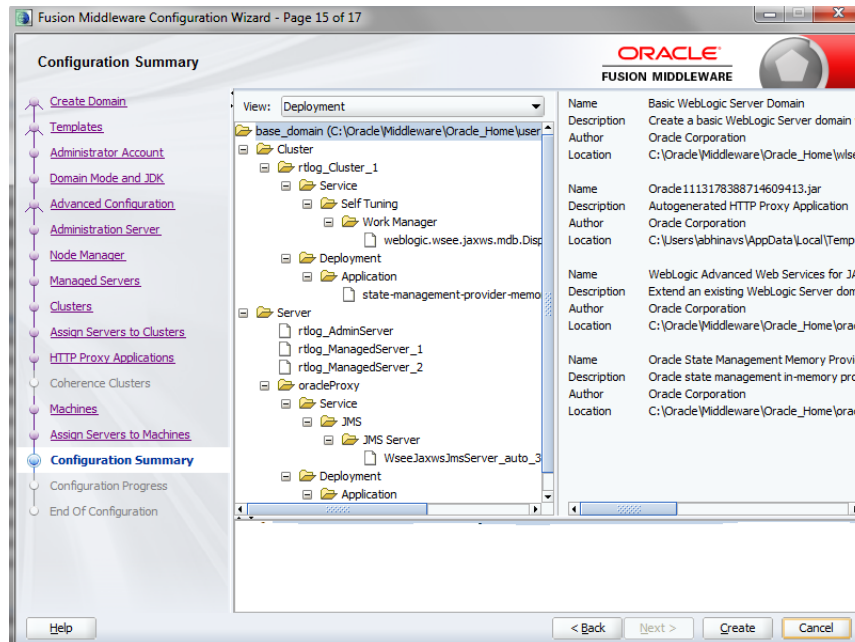 Fusion Middleware Configuration Wizard - Page 15 of 17
Configuration Summary
ORACLE
FUSION MIDDLEWARE
Create Domain
Templates
Administrator Account
Domain Mode and JDK
Advanced Configuration
Administration Server
Node Manager
Managed Servers
Clusters
Assign Servers to Clusters
HTTP Proxy Applications
Coherence Clusters
Machines
Assign Servers to Machines
Configuration Summary
Configuration Progress
End Of Configuration
View: Deployment
base_domain (C:\Oracle\Middleware\Oracle_Home\user
Cluster
rtlog_Cluster_1
Service
Self Tuning
Work Manager
weblogic.wsee.jaxws.mdb.Disp
Deployment
Application
state-management-provider-memo
Server
rtlog_AdminServer
rtlog_ManagedServer_1
rtlog_ManagedServer_2
oracleProxy
Service
JMS
JMS Server
WseeJaxwsJmsServer_auto_3
Deployment
Application
Name Basic WebLogic Server Domain
Description Create a basic WebLogic Server domain
Author Oracle Corporation
Location C:\Oracle\Middleware\Oracle_Home\wlse
Name Oracle1113178388714609413.jar
Description Autogenerated HTTP Proxy Application
Author Oracle Corporation
Location C:\Users\abhinavs\AppData\Local\Temp
Name WebLogic Advanced Web Services for JA
Description Extend an existing WebLogic Server dom
Author Oracle Corporation
Location C:\Oracle\Middleware\Oracle_Home\orac
Name Oracle State Management Memory Provi
Description Oracle state management in-memory pro
Author Oracle Corporation
Location C:\Oracle\Middleware\Oracle_Home\orac
Help
< Back
Next >
Create
Cancel